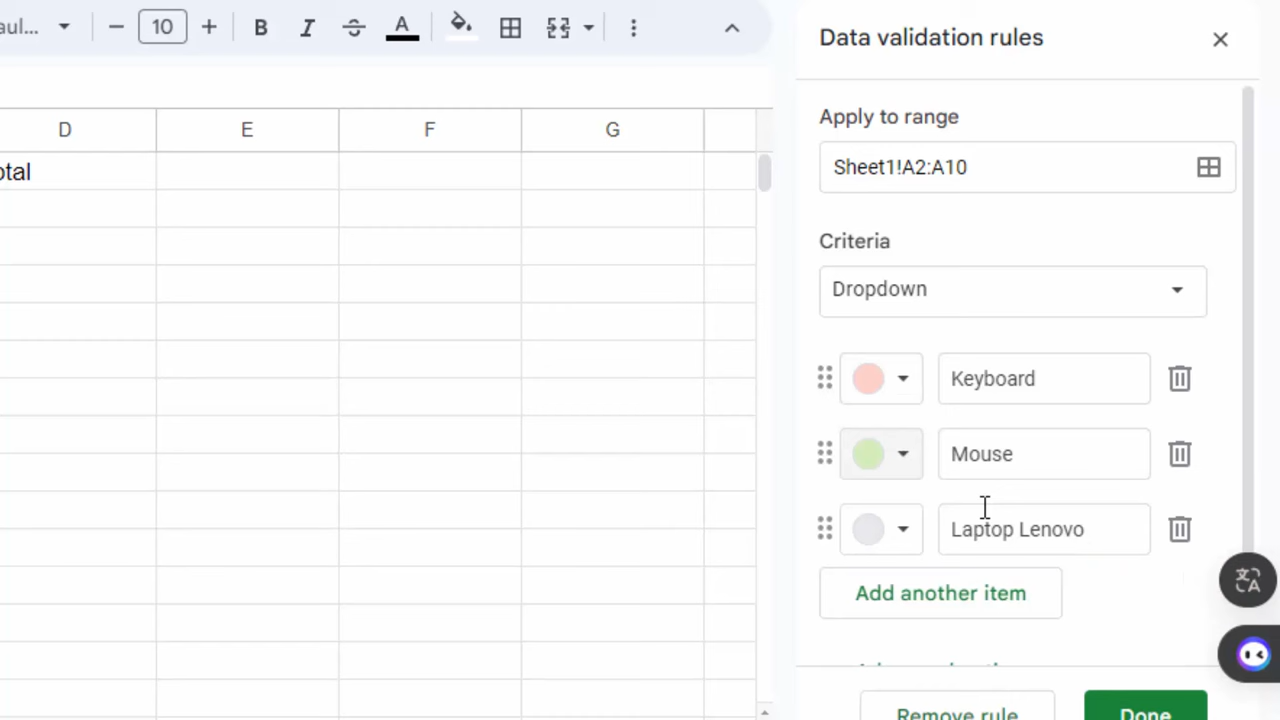 10
B
I
A
Data validation rules
D
E
F
G
Apply to range
Sheet1!A2:A10
Criteria
Dropdown
Keyboard
Mouse
Laptop Lenovo
Add another item
Remove rule
Done